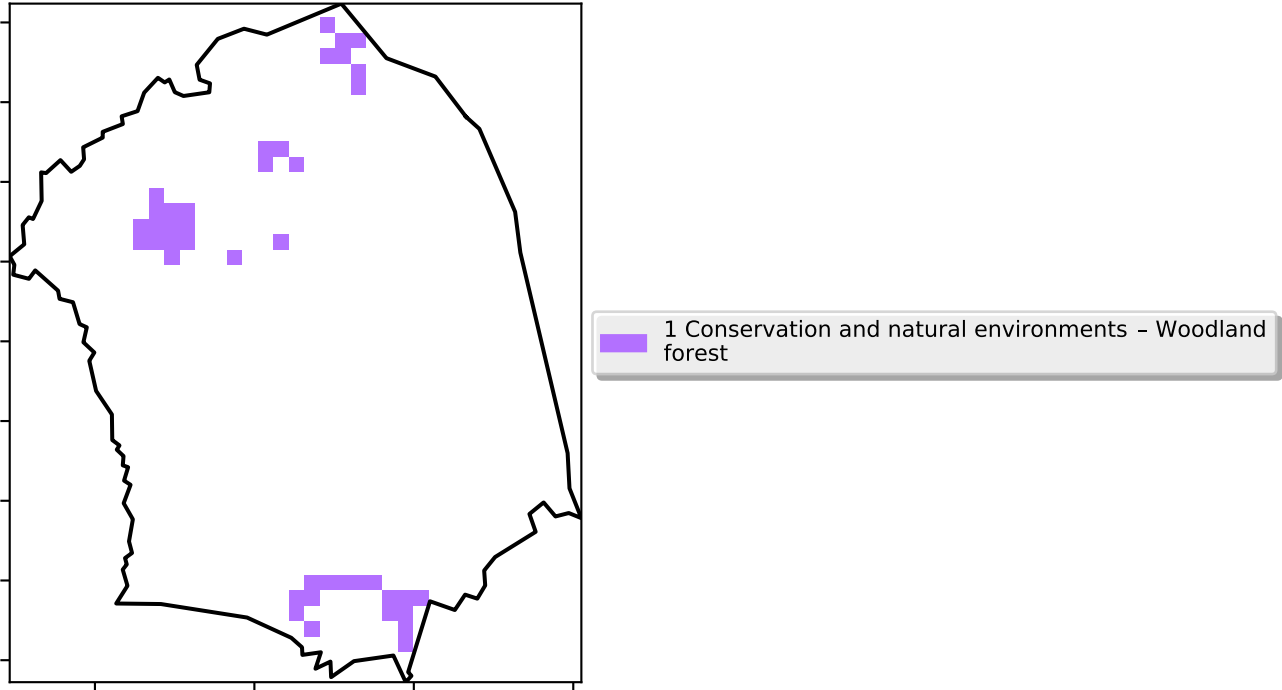 1 Conservation and natural environments – Woodland
forest